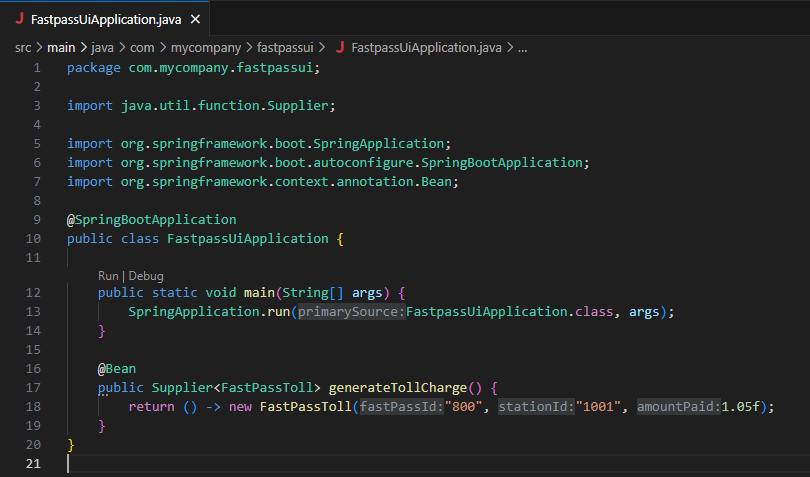 J FastpassUiApplication.java ×
src > main > java > com > mycompany > fastpassui > J FastpassUiApplication.java > ...
1 package com.mycompany.fastpassui;
2
3 import java.util.function.Supplier;
4
5 import org.springframework.boot.SpringApplication;
6 import org.springframework.boot.autoconfigure.SpringBootApplication;
7 import org.springframework.context.annotation.Bean;
8
9 @SpringBootApplication
10 public class FastpassUiApplication {
11
Run | Debug
12 public static void main(String[] args) {
13 SpringApplication.run(primarySource:FastpassUiApplication.class, args);
14 }
15
16 @Bean
17 public Supplier<FastPassToll> generateTollCharge() {
18 return () -> new FastPassToll(fastPassId:"800", stationId:"1001", amountPaid:1.05f);
19 }
20 }
21